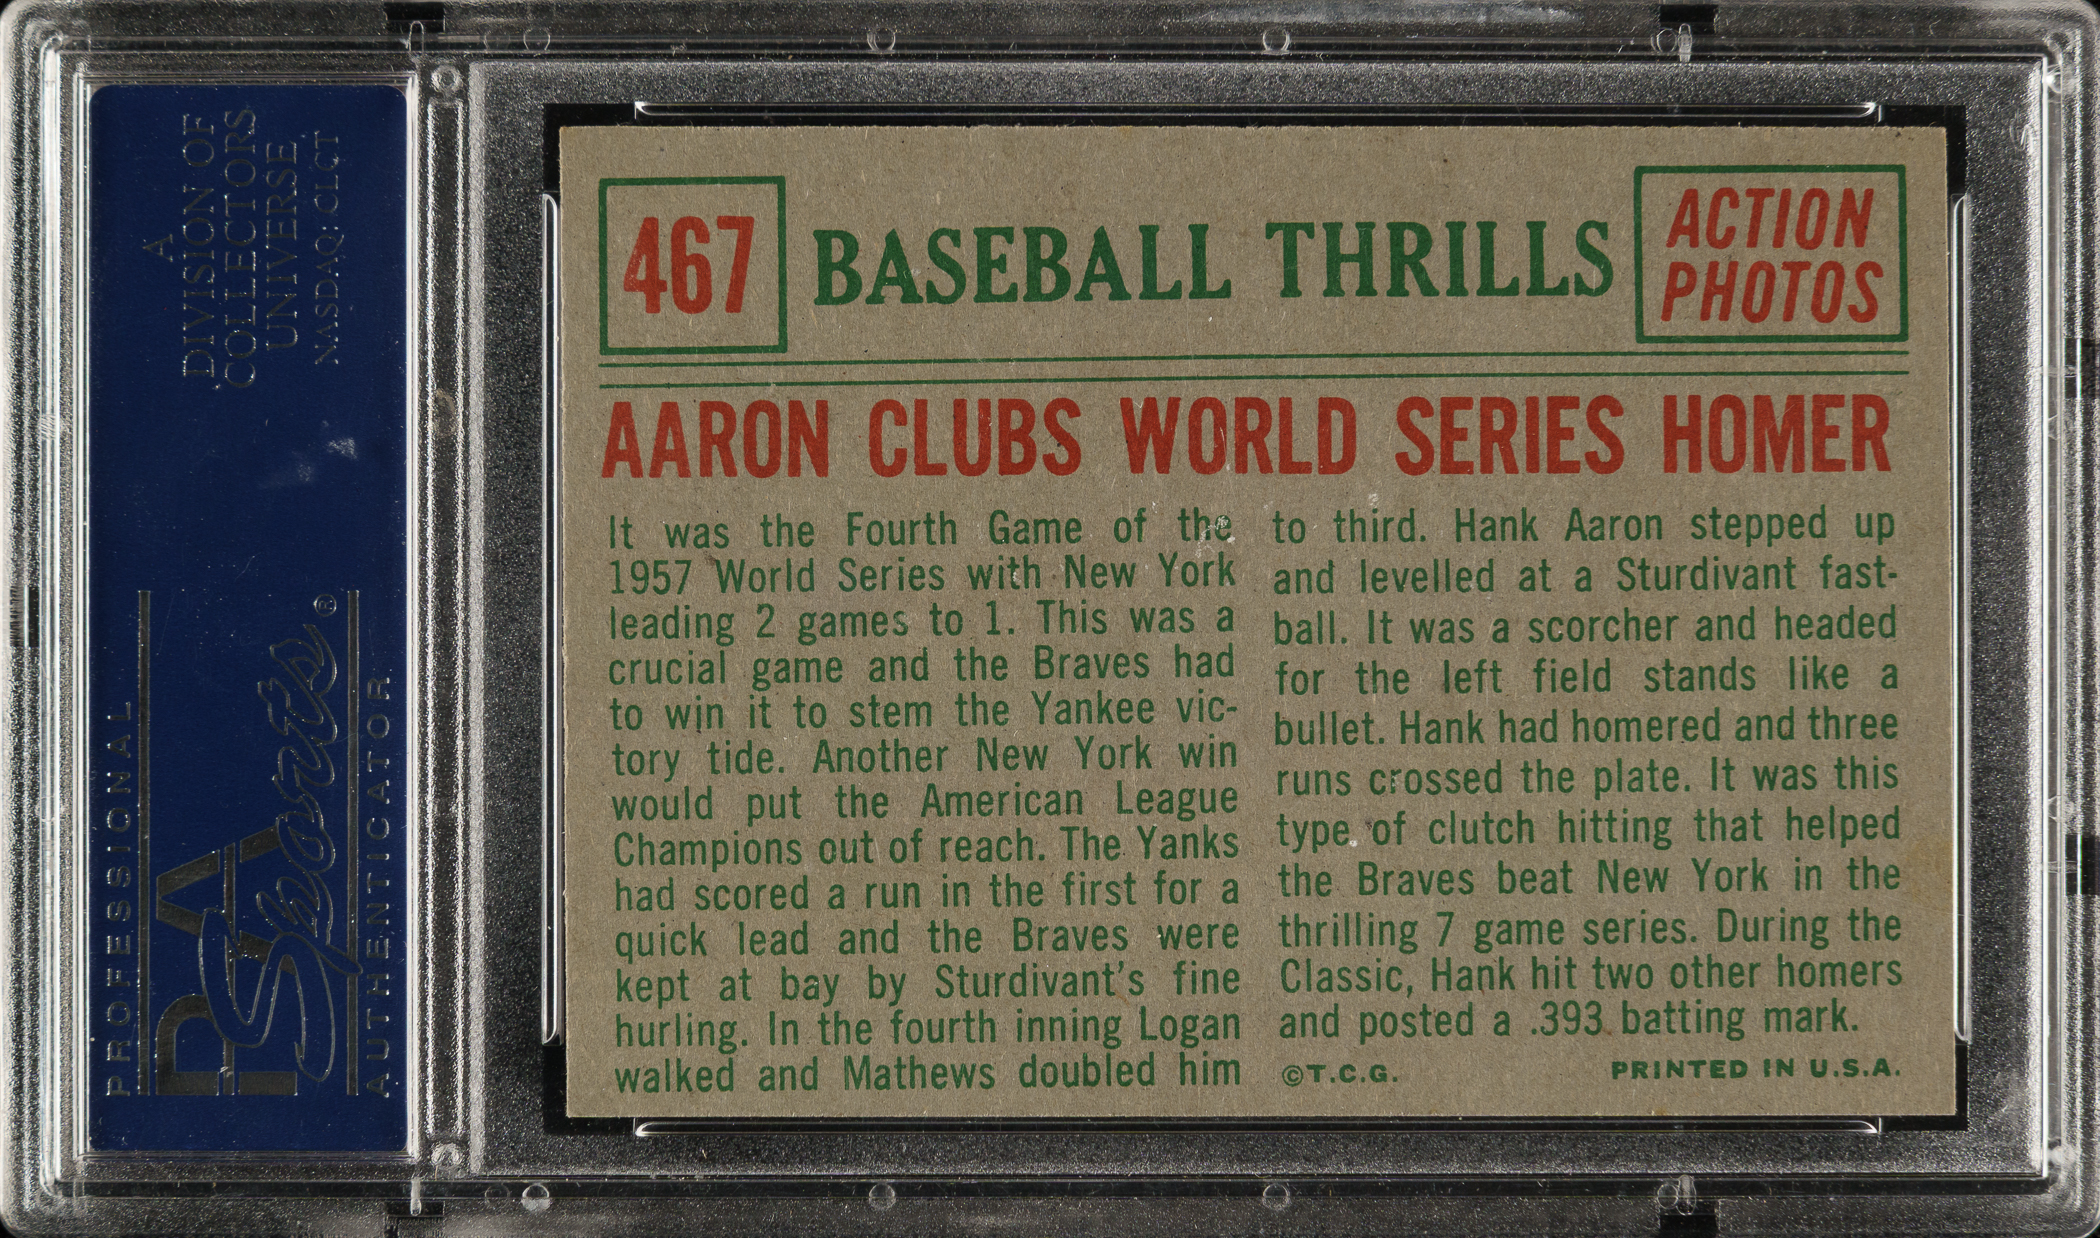 A
DIVISION OF
COLLECTORS
UNIVERSE
NASDAQ: CLCT
PROFESSIONAL
PSA
Sports®
AUTHENTICATOR
467
BASEBALL THRILLS
ACTION
PHOTOS
AARON CLUBS WORLD SERIES HOMER
It was the Fourth Game of the
1957 World Series with New York
leading 2 games to 1. This was a
crucial game and the Braves had
to win it to stem the Yankee vic-
tory tide. Another New York win
would put the American League
Champions out of reach. The Yanks
had scored a run in the first for a
quick lead and the Braves were
kept at bay by Sturdivant's fine
hurling. In the fourth inning Logan
walked and Mathews doubled him
to third. Hank Aaron stepped up
and levelled at a Sturdivant fast-
ball. It was a scorcher and headed
for the left field stands like a
bullet. Hank had homered and three
runs crossed the plate. It was this
type of clutch hitting that helped
the Braves beat New York in the
thrilling 7 game series. During the
Classic, Hank hit two other homers
and posted a .393 batting mark.
©T.C.G.
PRINTED IN U.S.A.